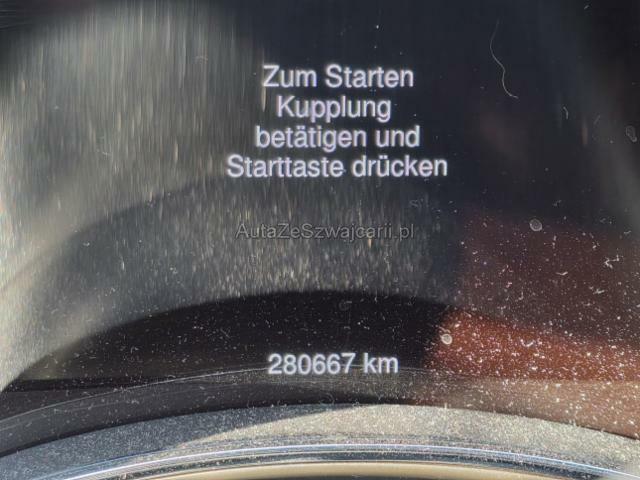 Zum Starten
Kupplung
betätigen und
Starttaste drücken
AutaZeSzwajcarii.pl
280667 km